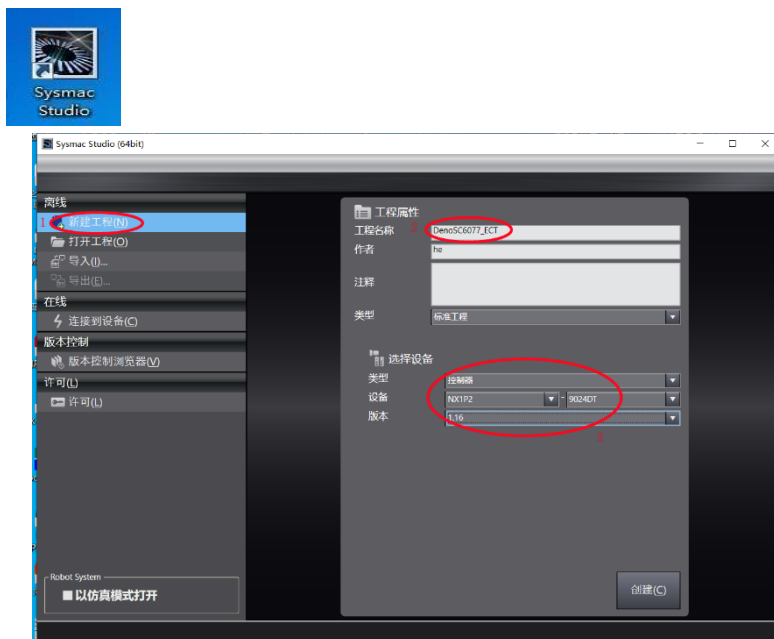 Sysmac
Studio
Sysmac Studio (64bit)
离线
1 新建工程(N)
打开工程(O)
导入(I)...
导出(E)...
在线
连接到设备(C)
版本控制
版本控制浏览器(V)
许可(L)
许可(L)
工程属性
工程名称 2 DenoSC6077_ECT
作者 he
注释
类型 标准工程
选择设备
类型 控制器
设备 NX1P2 - 9024DT
版本 1.16
3
Robot System
以仿真模式打开
创建(C)